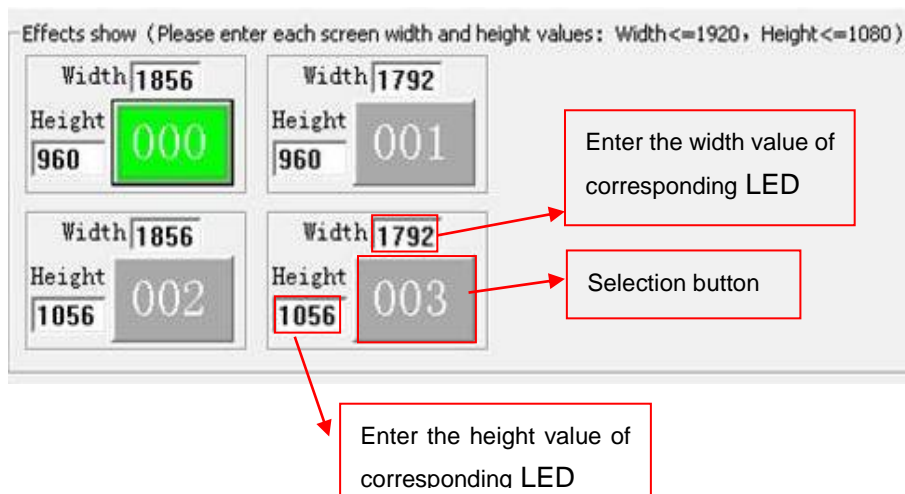 Effects show (Please enter each screen width and height values: Width<=1920, Height<=1080)
Width 1856
Height
960
000
Width 1792
Height
960
001
Enter the width value of
corresponding LED
Width 1856
Height
1056
002
Width 1792
Height
1056
003
Selection button
Enter the height value of
corresponding LED